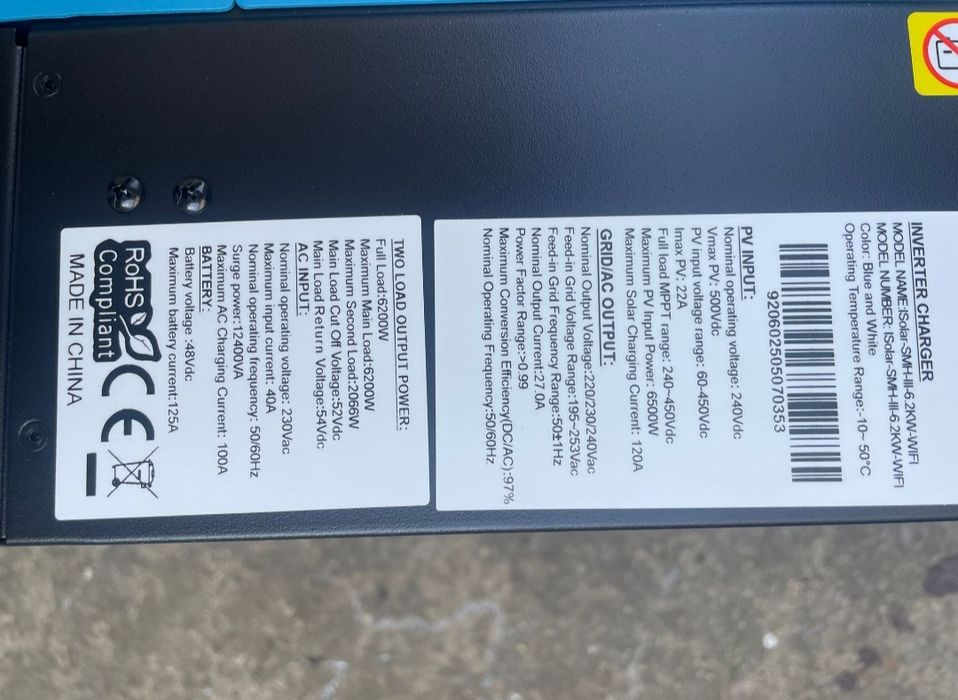 INVERTER CHARGER
MODEL NAME:ISolar-SMH-III-6.2KW-WIFI
MODEL NUMBER: ISolar-SMH-III-6.2KW-WIFI
Color: Blue and White
Operating Temperature Range:-10~ 50°C
92060250507035​3
PV INPUT:
Nominal operating voltage: 240Vdc
Vmax PV: 500Vdc
PV input voltage range: 60-450Vdc
Imax PV: 22A
Full load MPPT range: 240~450Vdc
Maximum PV Input Power: 6500W
Maximum Solar Charging Current: 120A
GRID/AC OUTPUT:
Nominal Output Voltage:220/230/240Vac
Feed-in Grid Voltage Range:195~253Vac
Feed-in Grid Frequency Range:50±1Hz
Nominal Output Current:27.0A
Power Factor Range:>0.99
Maximum Conversion Efficiency(DC/AC):97%
Nominal Operating Frequency:50/60Hz
TWO LOAD OUTPUT POWER:
Full Load:6200W
Maximum Main Load:6200W
Maximum Second Load:2066W
Main Load Cut Off Voltage:52Vdc
Main Load Return Voltage:54Vdc
AC INPUT:
Nominal operating voltage: 230Vac
Maximum input current: 40A
Nominal operating frequency: 50/60Hz
Surge power:12400VA
Maximum AC Charging Current: 100A
BATTERY:
Battery voltage :48Vdc
Maximum battery current:125A
RoHS
Compliant
CE
MADE IN CHINA